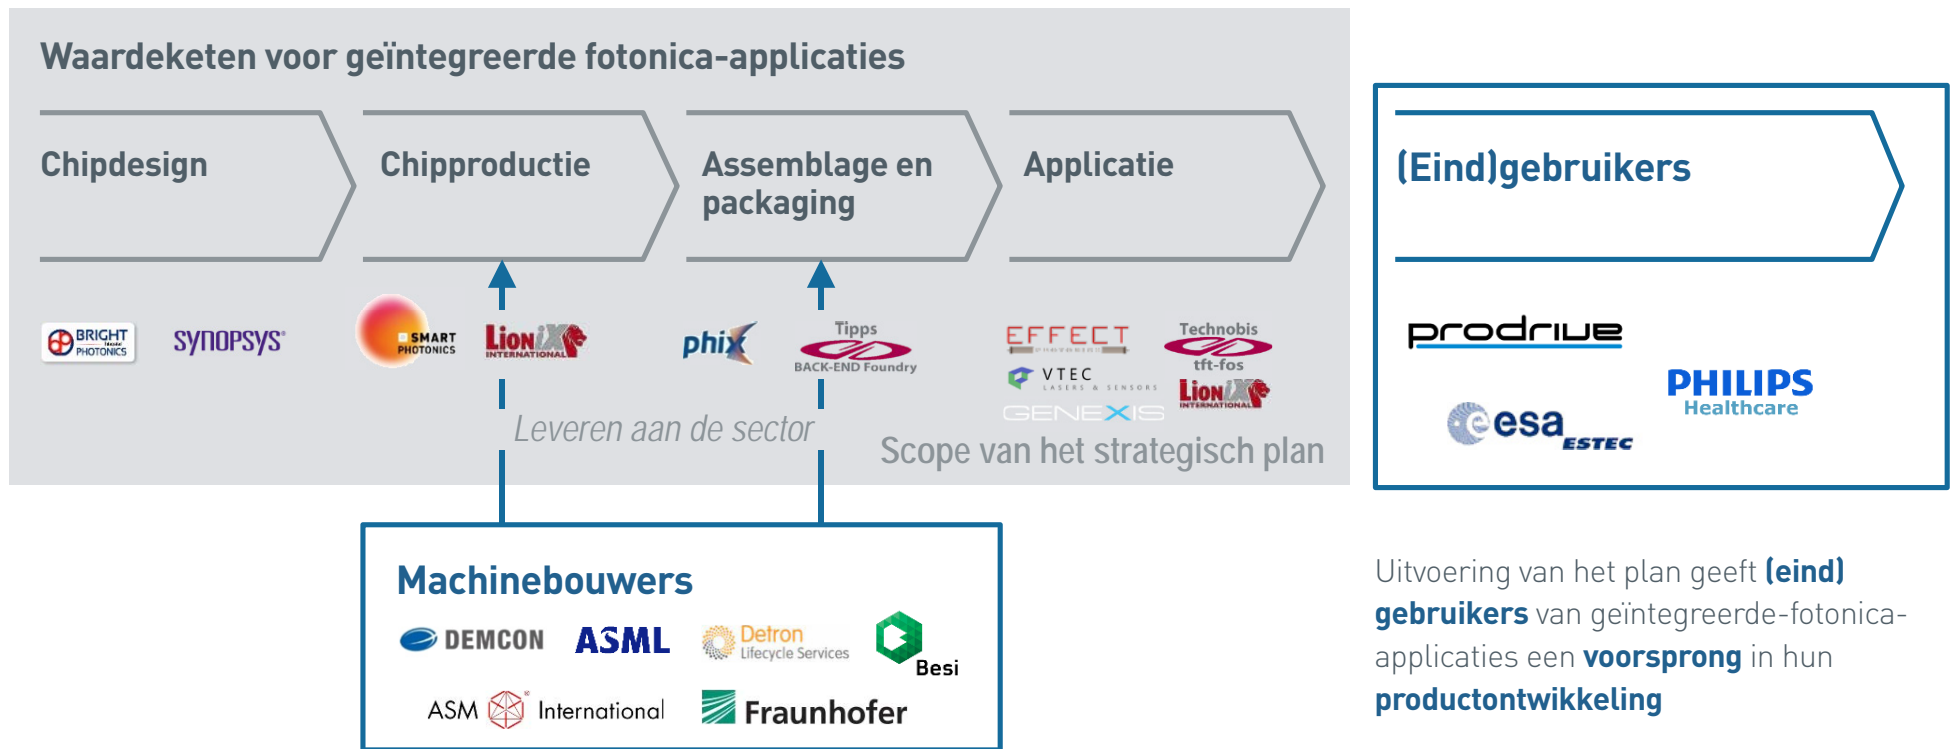 Waardeketen voor geïntegreerde fotonica-applicaties
Chipdesign
Chipproductie
Assemblage en
packaging
Applicatie
(Eind)gebruikers
BRIGHT
PHOTONICS
SYNOPSYS®
SMART
PHOTONICS
LioniX
INTERNATIONAL
phix
Tipps
BACK-END Foundry
EFFECT
PHOTONICS
VTEC
LASERS & SENSORS
GENEXIS
Technobis
tft-fos
LioniX
INTERNATIONAL
prodrive
PHILIPS
Healthcare
esa
ESTEC
Leveren aan de sector
Scope van het strategisch plan
Machinebouwers
DEMCON
ASML
Detron
Lifecycle Services
Besi
ASM ® International
Fraunhofer
Uitvoering van het plan geeft (eind)
gebruikers van geïntegreerde-fotonica-
applicaties een voorsprong in hun
productontwikkeling